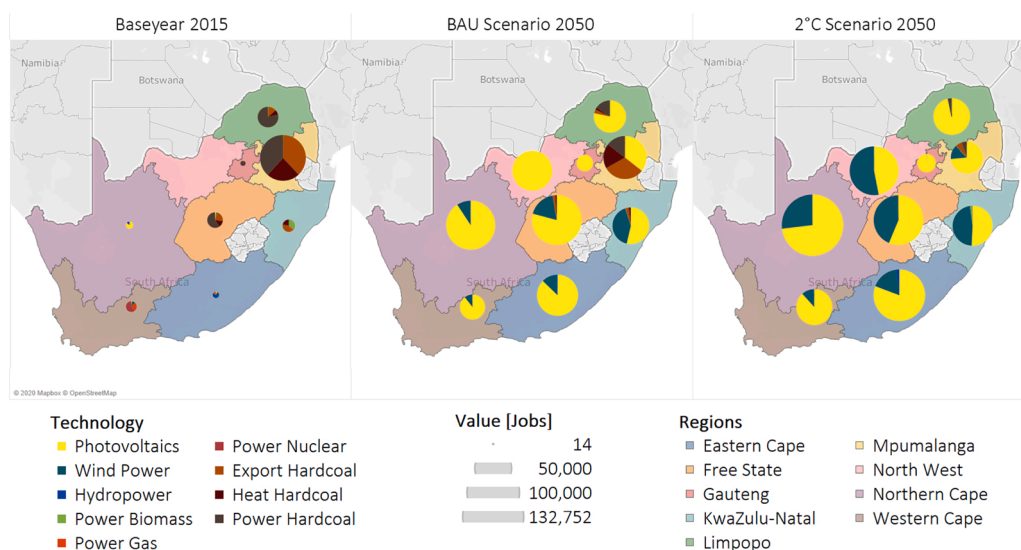 Baseyear 2015
BAU Scenario 2050
2°C Scenario 2050
Namibia
Botswana
South Africa
Namibia
Botswana
South Africa
Namibia
Botswana
South Africa
© 2020 Mapbox © OpenStreetMap
Technology
Photovoltaics
Wind Power
Hydropower
Power Biomass
Power Gas
Power Nuclear
Export Hardcoal
Heat Hardcoal
Power Hardcoal
Value [Jobs]
14
50,000
100,000
132,752
Regions
Eastern Cape
Free State
Gauteng
KwaZulu-Natal
Limpopo
Mpumalanga
North West
Northern Cape
Western Cape